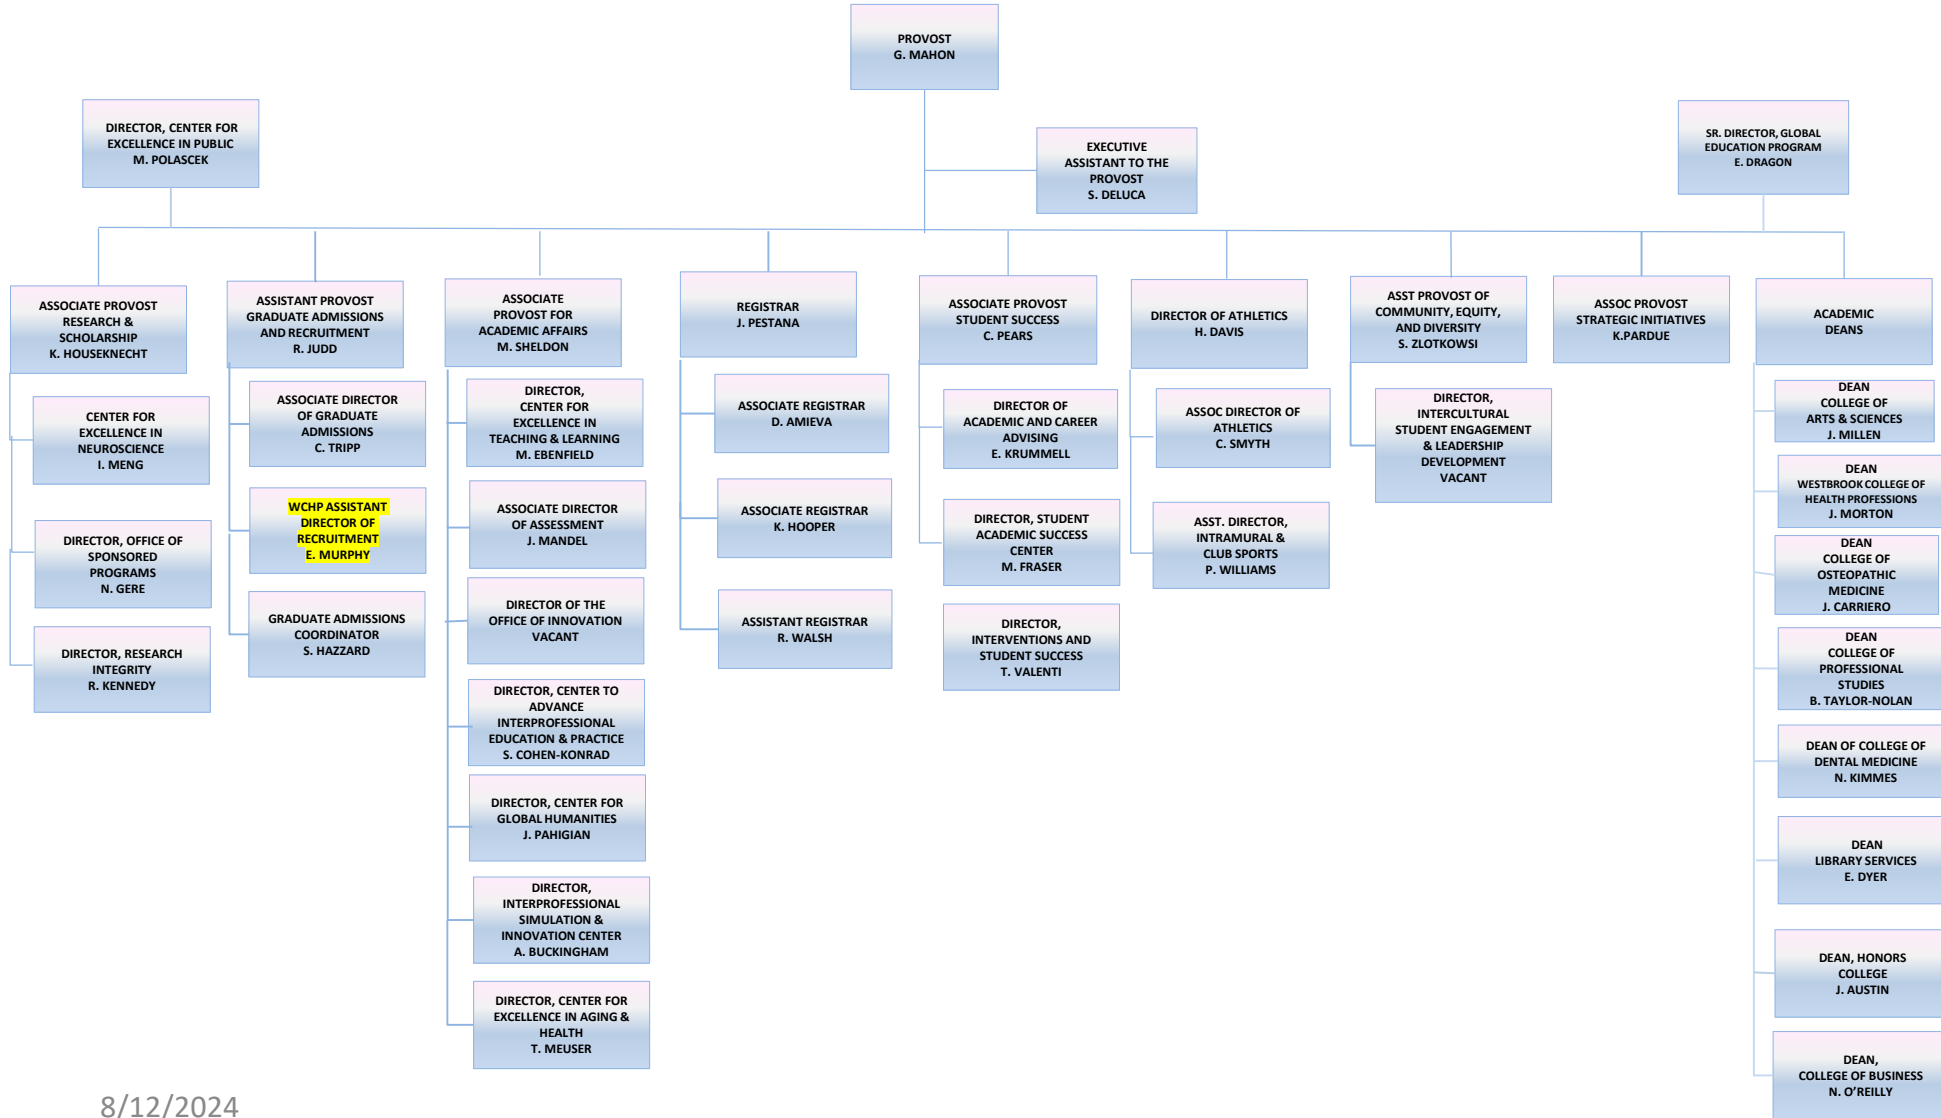 PROVOST
G. MAHON
DIRECTOR, CENTER FOR
EXCELLENCE IN PUBLIC
M. POLASCEK
EXECUTIVE
ASSISTANT TO THE
PROVOST
S. DELUCA
SR. DIRECTOR, GLOBAL
EDUCATION PROGRAM
E. DRAGON
ASSOCIATE PROVOST
RESEARCH &
SCHOLARSHIP
K. HOUSEKNECHT
CENTER FOR
EXCELLENCE IN
NEUROSCIENCE
I. MENG
DIRECTOR, OFFICE OF
SPONSORED
PROGRAMS
N. GERE
DIRECTOR, RESEARCH
INTEGRITY
R. KENNEDY
ASSISTANT PROVOST
GRADUATE ADMISSIONS
AND RECRUITMENT
R. JUDD
ASSOCIATE DIRECTOR
OF GRADUATE
ADMISSIONS
C. TRIPP
WCHP ASSISTANT
DIRECTOR OF
RECRUITMENT
E. MURPHY
GRADUATE ADMISSIONS
COORDINATOR
S. HAZZARD
ASSOCIATE
PROVOST FOR
ACADEMIC AFFAIRS
M. SHELDON
DIRECTOR,
CENTER FOR
EXCELLENCE IN
TEACHING & LEARNING
M. EBENFIELD
ASSOCIATE DIRECTOR
OF ASSESSMENT
J. MANDEL
DIRECTOR OF THE
OFFICE OF INNOVATION
VACANT
DIRECTOR, CENTER TO
ADVANCE
INTERPROFESSIONAL
EDUCATION & PRACTICE
S. COHEN-KONRAD
DIRECTOR, CENTER FOR
GLOBAL HUMANITIES
J. PAHIGIAN
DIRECTOR,
INTERPROFESSIONAL
SIMULATION &
INNOVATION CENTER
A. BUCKINGHAM
DIRECTOR, CENTER FOR
EXCELLENCE IN AGING &
HEALTH
T. MEUSER
REGISTRAR
J. PESTANA
ASSOCIATE REGISTRAR
D. AMIEVA
ASSOCIATE REGISTRAR
K. HOOPER
ASSISTANT REGISTRAR
R. WALSH
ASSOCIATE PROVOST
STUDENT SUCCESS
C. PEARS
DIRECTOR OF
ACADEMIC AND CAREER
ADVISING
E. KRUMMELL
DIRECTOR, STUDENT
ACADEMIC SUCCESS
CENTER
M. FRASER
DIRECTOR,
INTERVENTIONS AND
STUDENT SUCCESS
T. VALENTI
DIRECTOR OF ATHLETICS
H. DAVIS
ASSOC DIRECTOR OF
ATHLETICS
C. SMYTH
ASST. DIRECTOR,
INTRAMURAL &
CLUB SPORTS
P. WILLIAMS
ASST PROVOST OF
COMMUNITY, EQUITY,
AND DIVERSITY
S. ZLOTKOWSI
DIRECTOR,
INTERCULTURAL
STUDENT ENGAGEMENT
& LEADERSHIP
DEVELOPMENT
VACANT
ASSOC PROVOST
STRATEGIC INITIATIVES
K.PARDUE
ACADEMIC
DEANS
DEAN
COLLEGE OF
ARTS & SCIENCES
J. MILLEN
DEAN
WESTBROOK COLLEGE OF
HEALTH PROFESSIONS
J. MORTON
DEAN
COLLEGE OF
OSTEOPATHIC
MEDICINE
J. CARRIERO
DEAN
COLLEGE OF
PROFESSIONAL
STUDIES
B. TAYLOR-NOLAN
DEAN OF COLLEGE OF
DENTAL MEDICINE
N. KIMMES
DEAN
LIBRARY SERVICES
E. DYER
DEAN, HONORS
COLLEGE
J. AUSTIN
DEAN,
COLLEGE OF BUSINESS
N. O’REILLY
8/12/2024